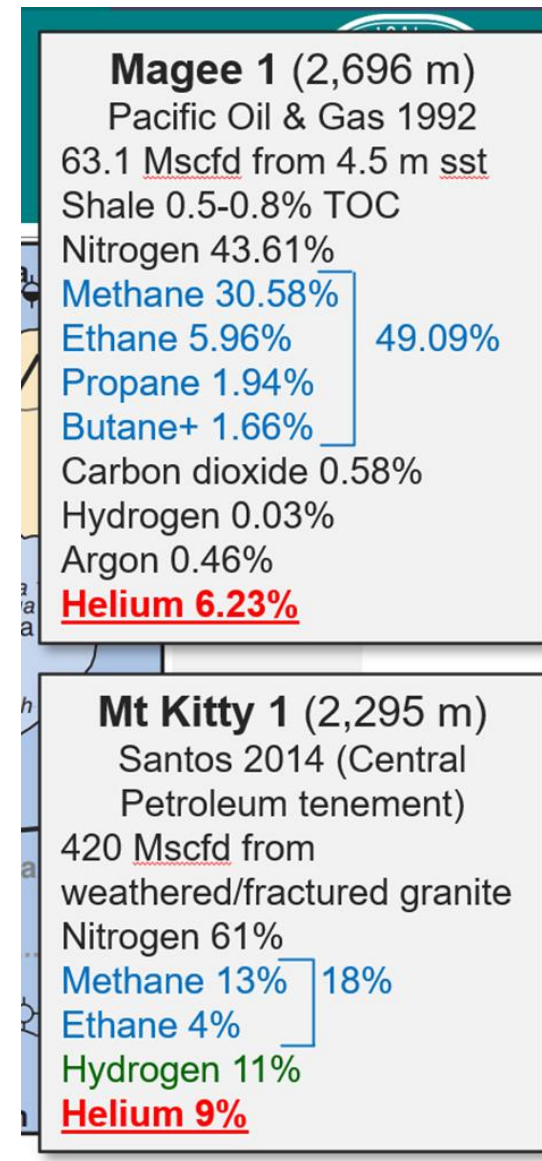 Magee 1 (2,696 m)
Pacific Oil & Gas 1992
63.1 Mscfd from 4.5 m sst
Shale 0.5-0.8% TOC
Nitrogen 43.61%
Methane 30.58%
Ethane 5.96% 49.09%
Propane 1.94%
Butane+ 1.66%
Carbon dioxide 0.58%
Hydrogen 0.03%
Argon 0.46%
Helium 6.23%
Mt Kitty 1 (2,295 m)
Santos 2014 (Central
Petroleum tenement)
420 Mscfd from
weathered/fractured granite
Nitrogen 61%
Methane 13% 18%
Ethane 4%
Hydrogen 11%
Helium 9%